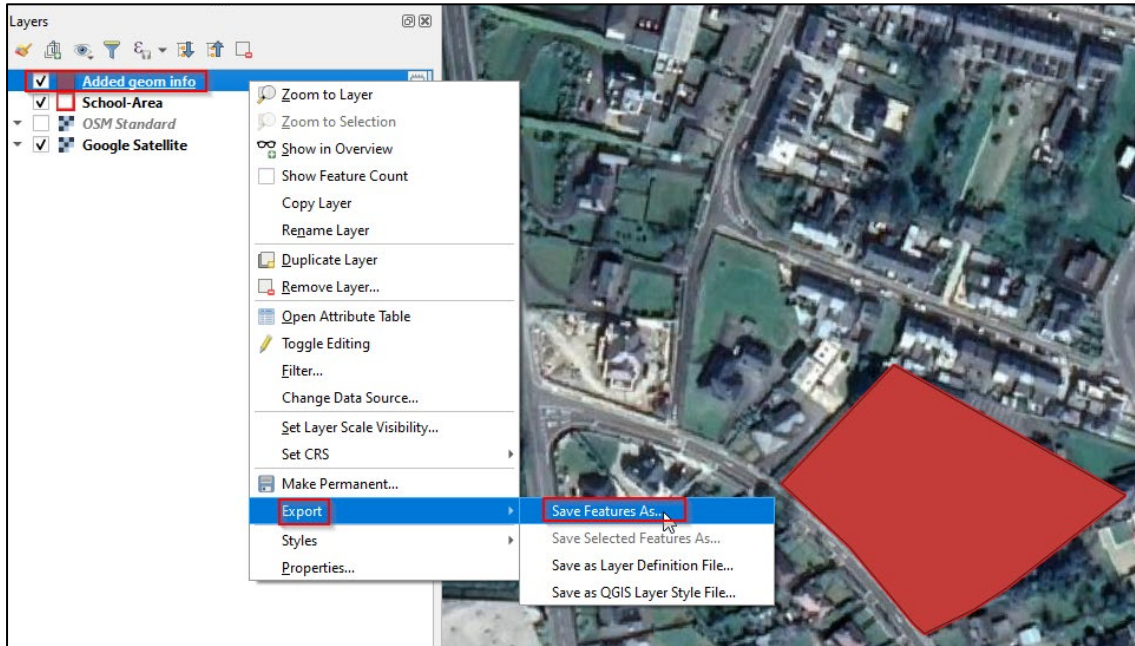 Layers
Added geom info
School-Area
OSM Standard
Google Satellite
Zoom to Layer
Zoom to Selection
Show in Overview
Show Feature Count
Copy Layer
Rename Layer
Duplicate Layer
Remove Layer...
Open Attribute Table
Toggle Editing
Filter...
Change Data Source...
Set Layer Scale Visibility...
Set CRS
Make Permanent...
Export
Styles
Properties...
Save Features As...
Save Selected Features As...
Save as Layer Definition File...
Save as QGIS Layer Style File...